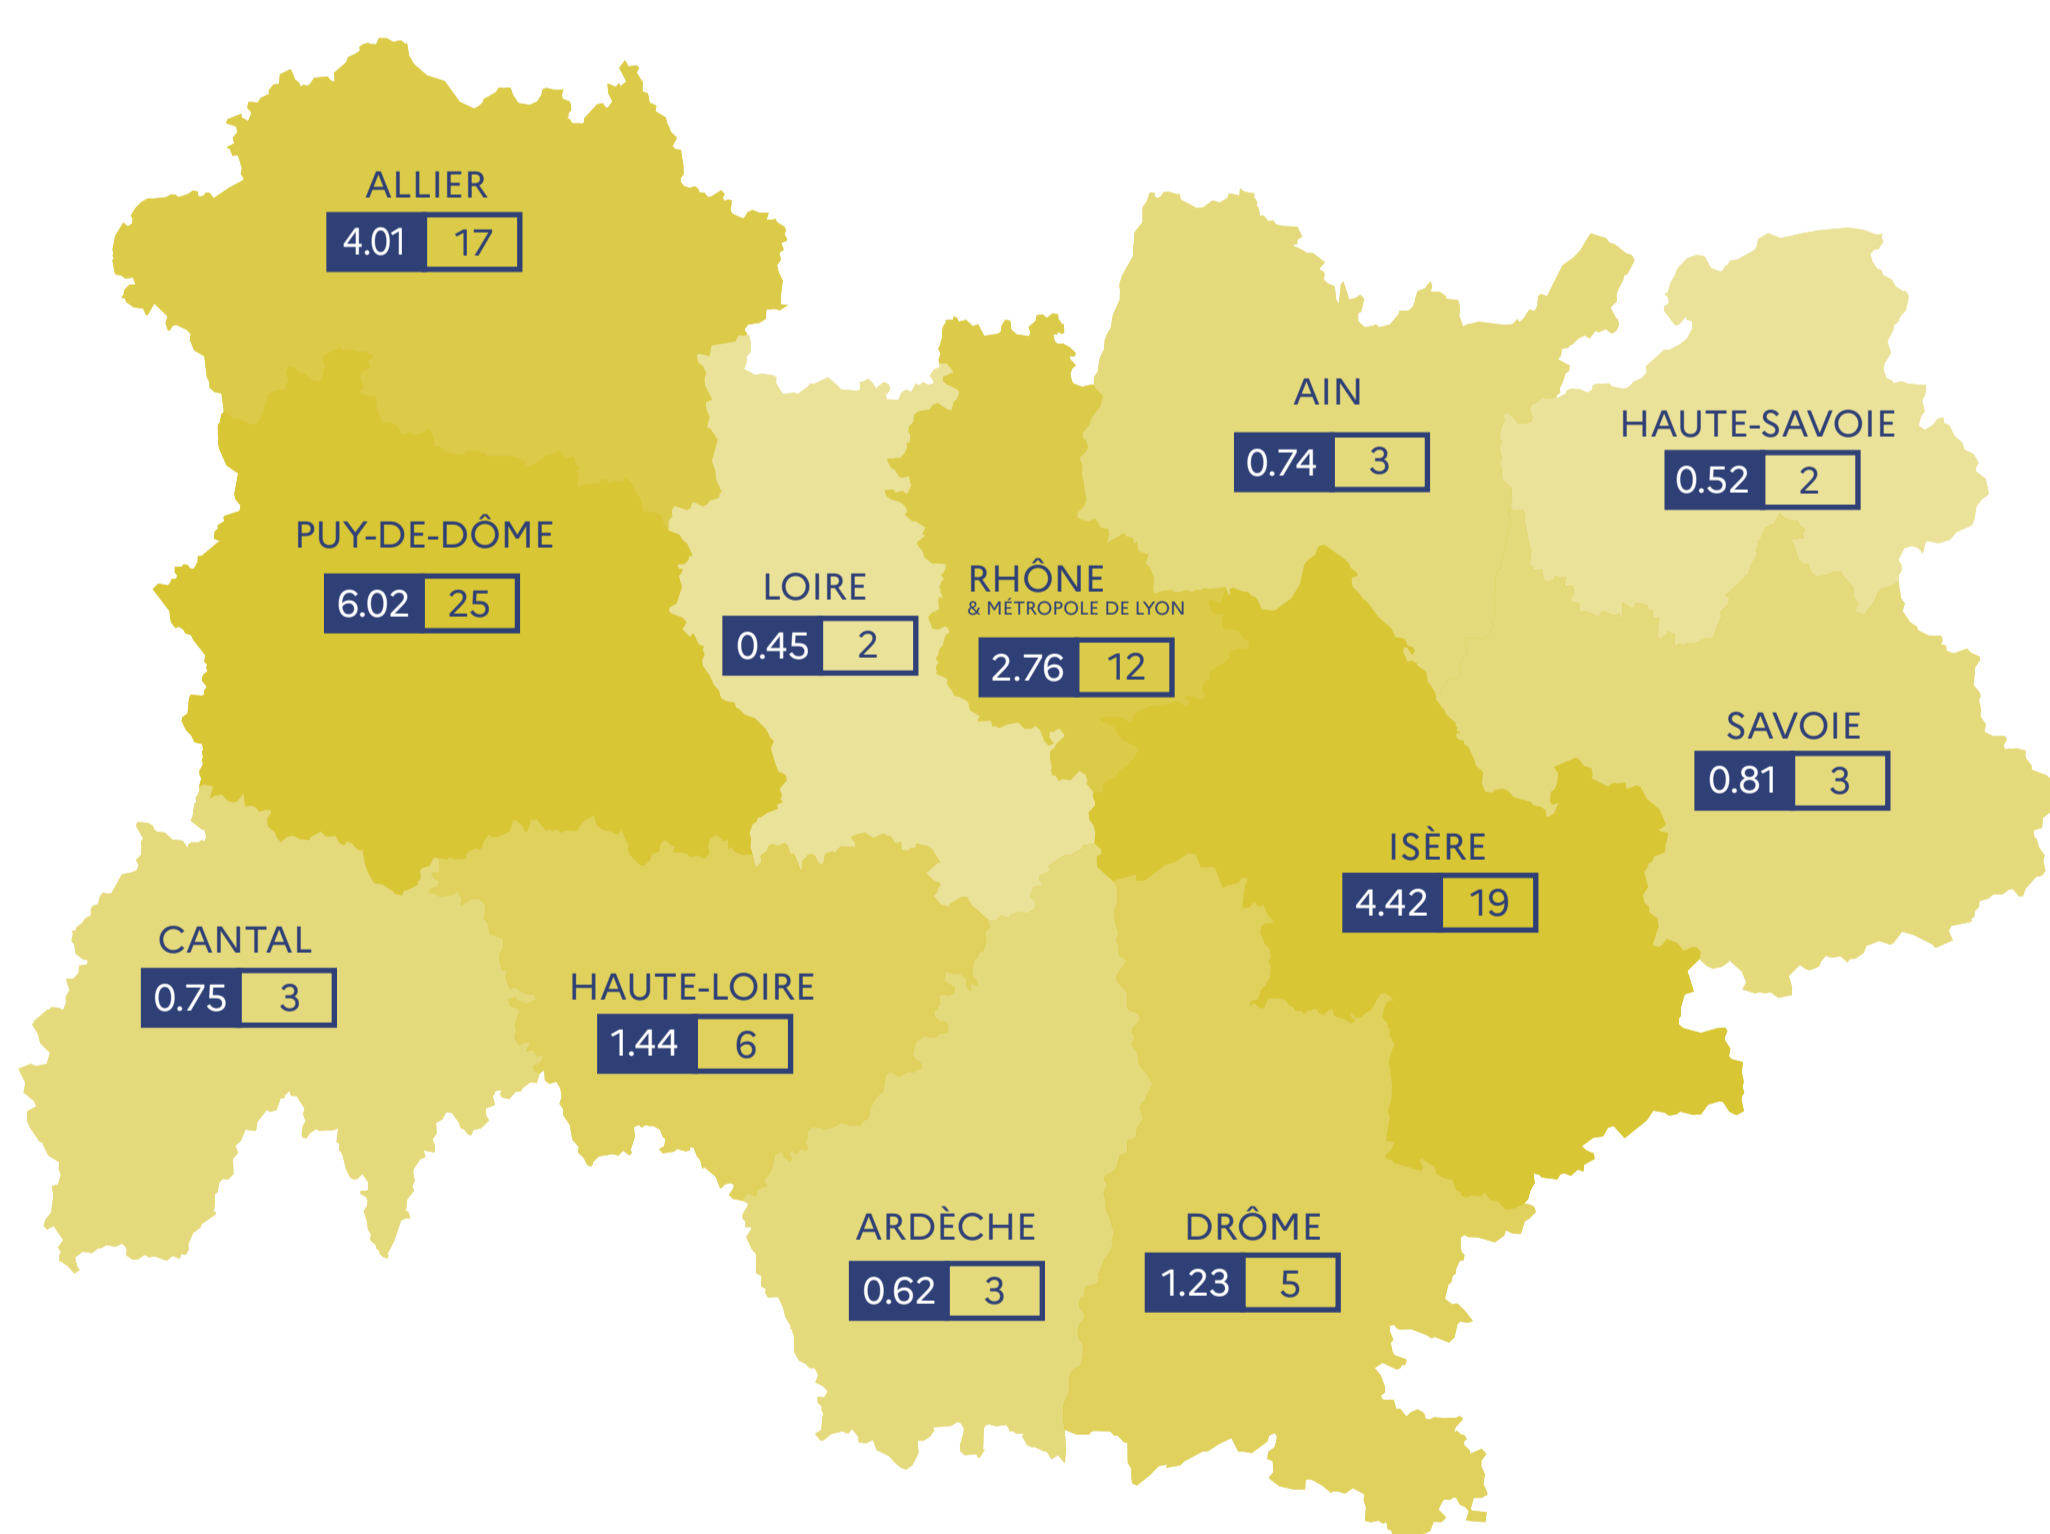 ALLIER
4.01 17
AIN
0.74 3
HAUTE-SAVOIE
0.52 2
PUY-DE-DÔME
6.02 25
LOIRE
0.45 2
RHÔNE
& MÉTROPOLE DE LYON
2.76 12
SAVOIE
0.81 3
ISÈRE
4.42 19
CANTAL
0.75 3
HAUTE-LOIRE
1.44 6
ARDÈCHE
0.62 3
DRÔME
1.23 5